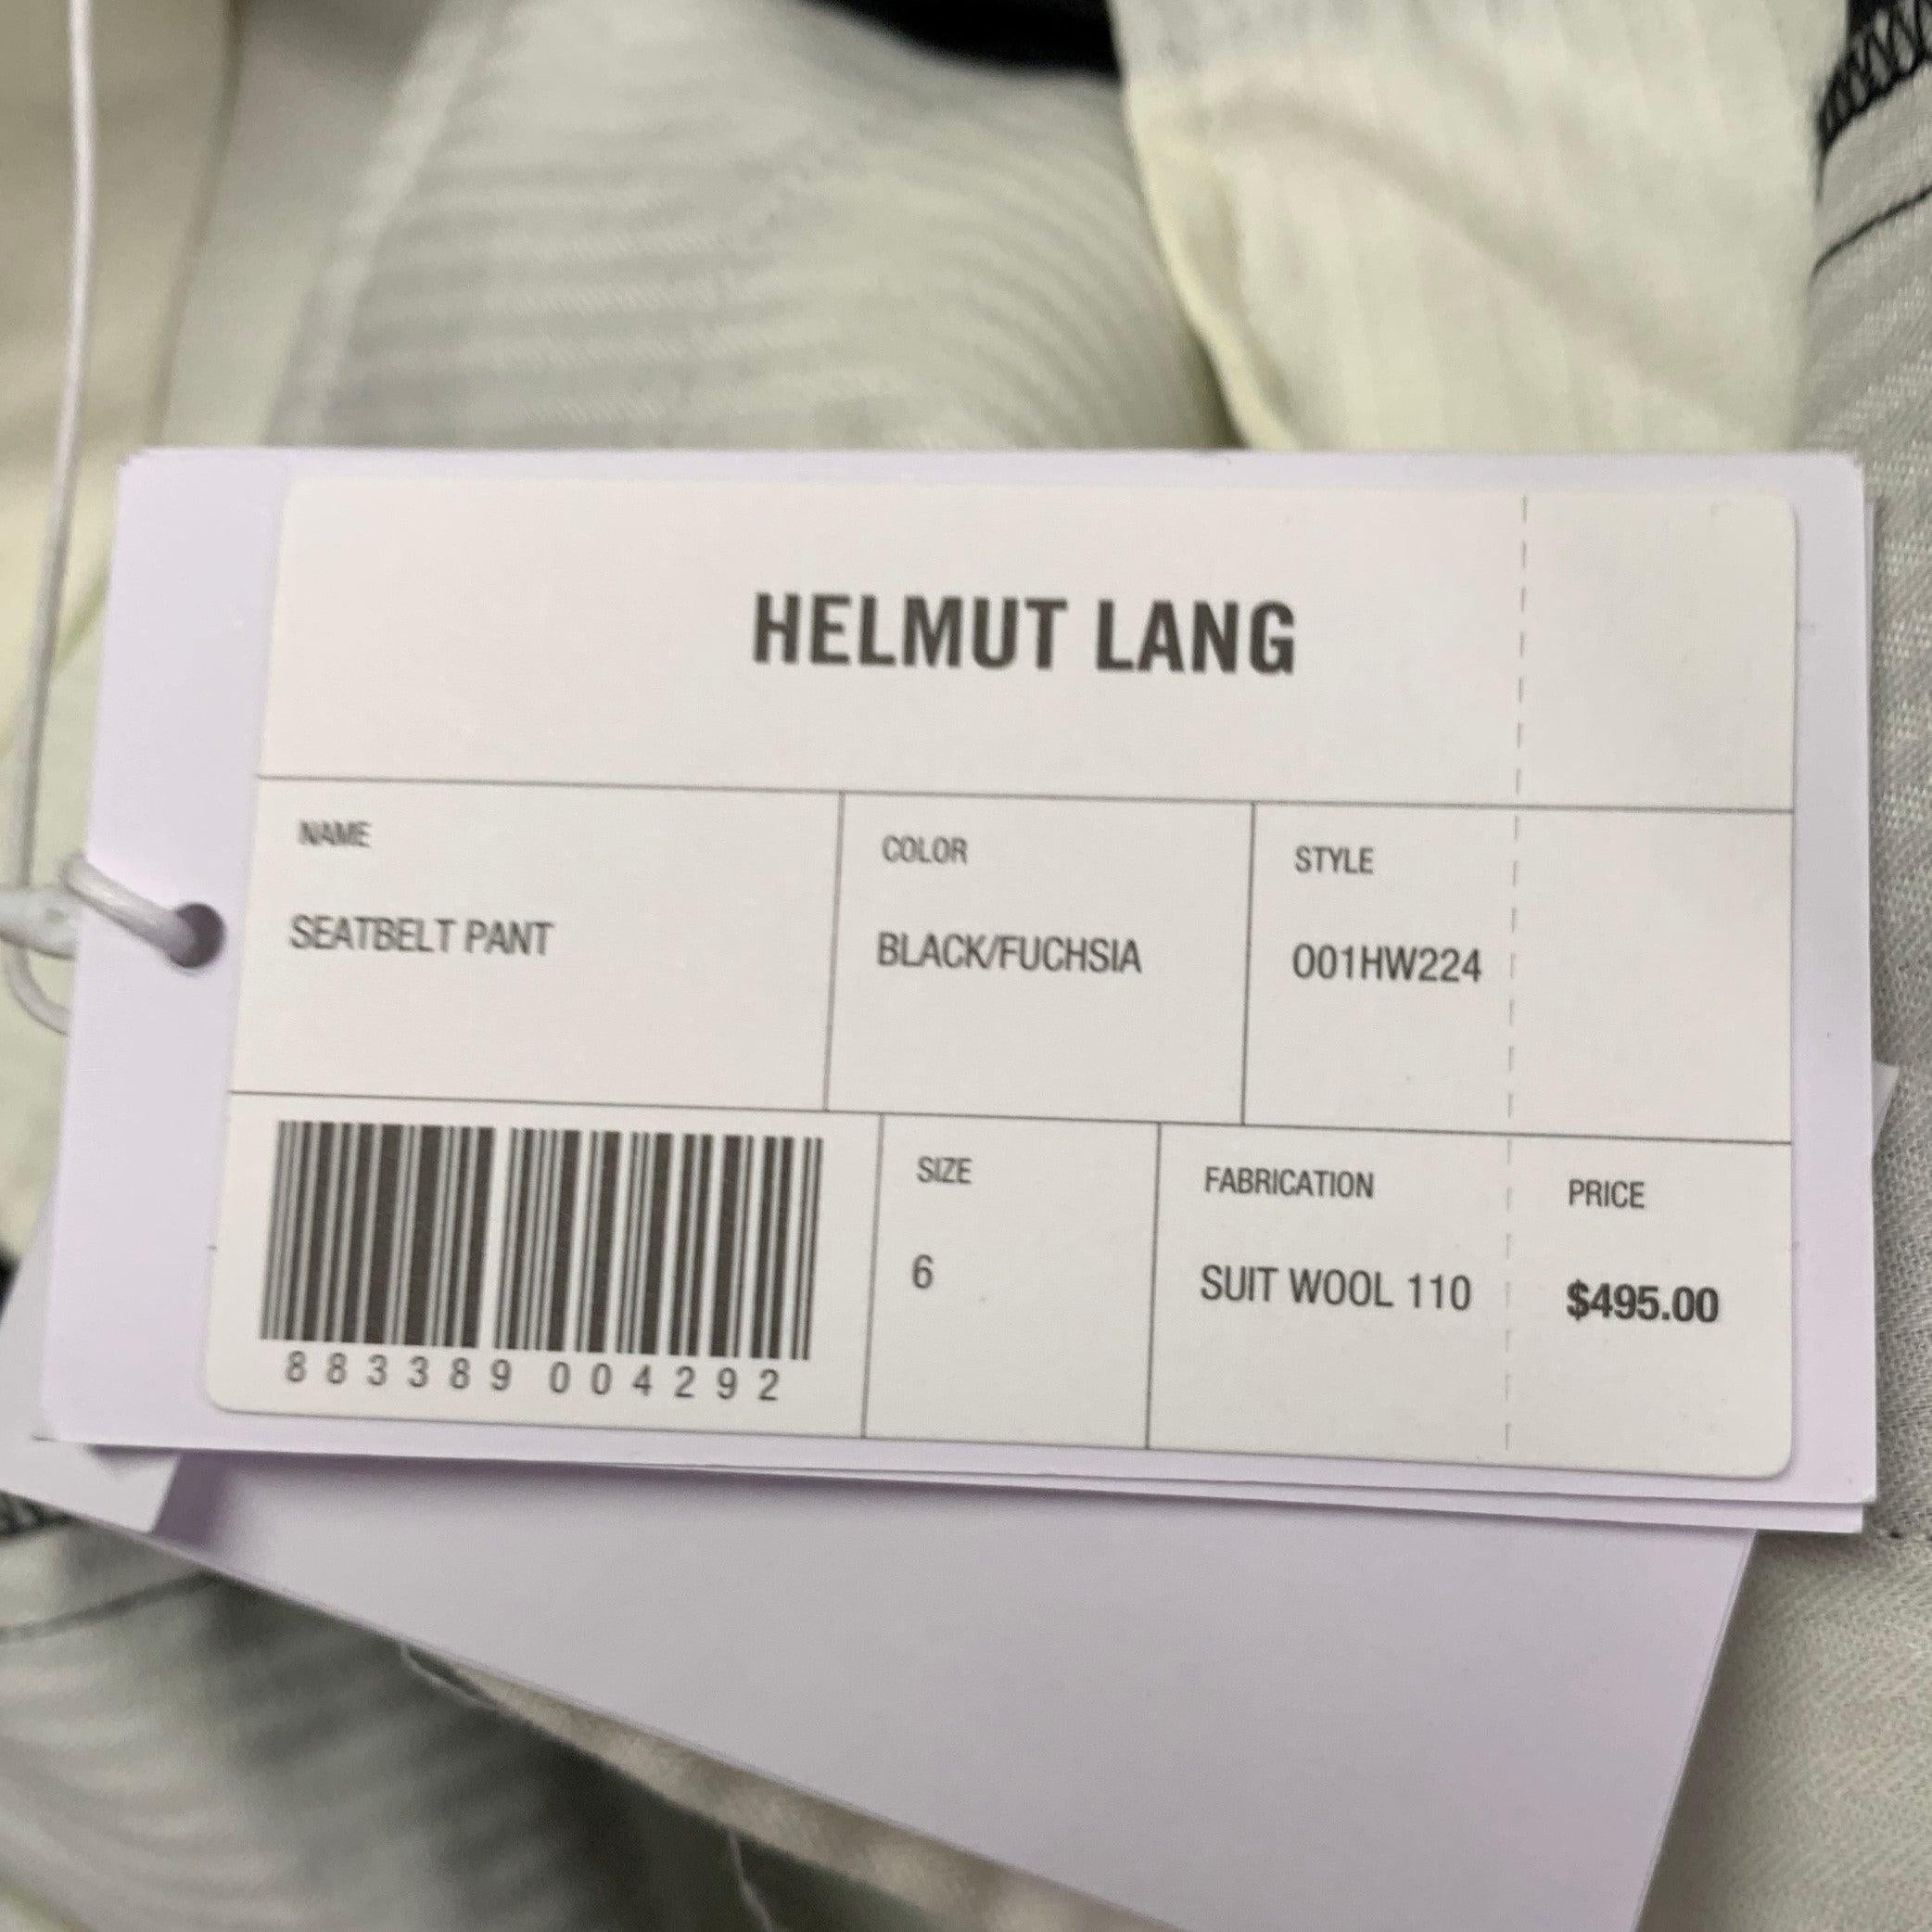 HELMUT LANG
NAME
SEATBELT PANT
COLOR
BLACK/FUCHSIA
STYLE
O01HW224
883389 004292
SIZE
6
FABRICATION
SUIT WOOL 110
PRICE
$495.00